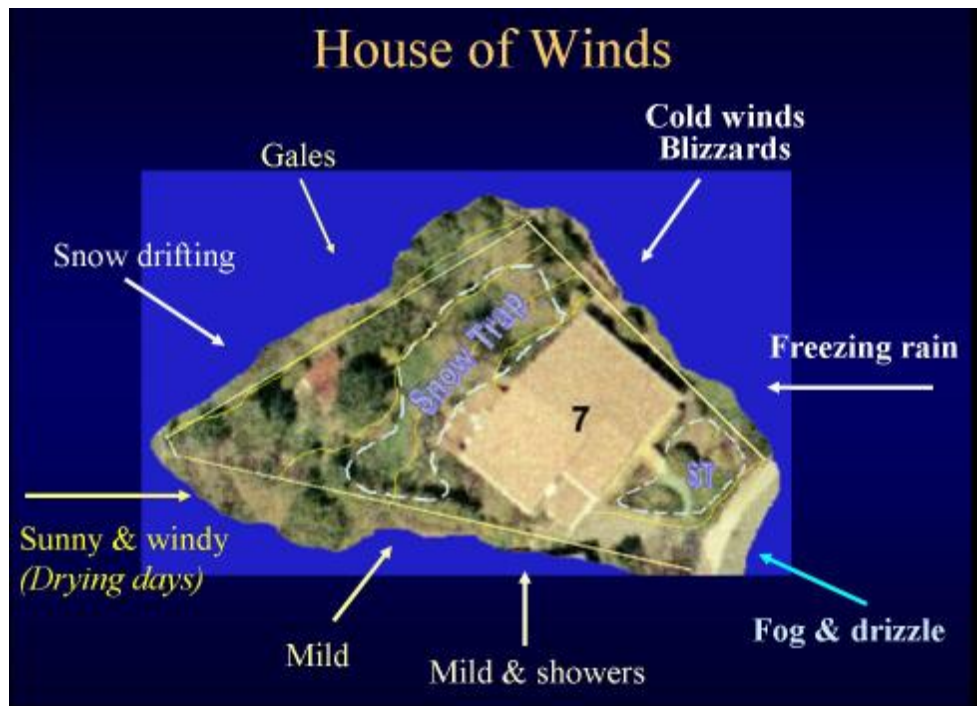 House of Winds
Cold winds
Blizzards
Gales
Snow drifting
Snow Trap
Freezing rain
7
ST
Sunny & windy
(Drying days)
Fog & drizzle
Mild
Mild & showers